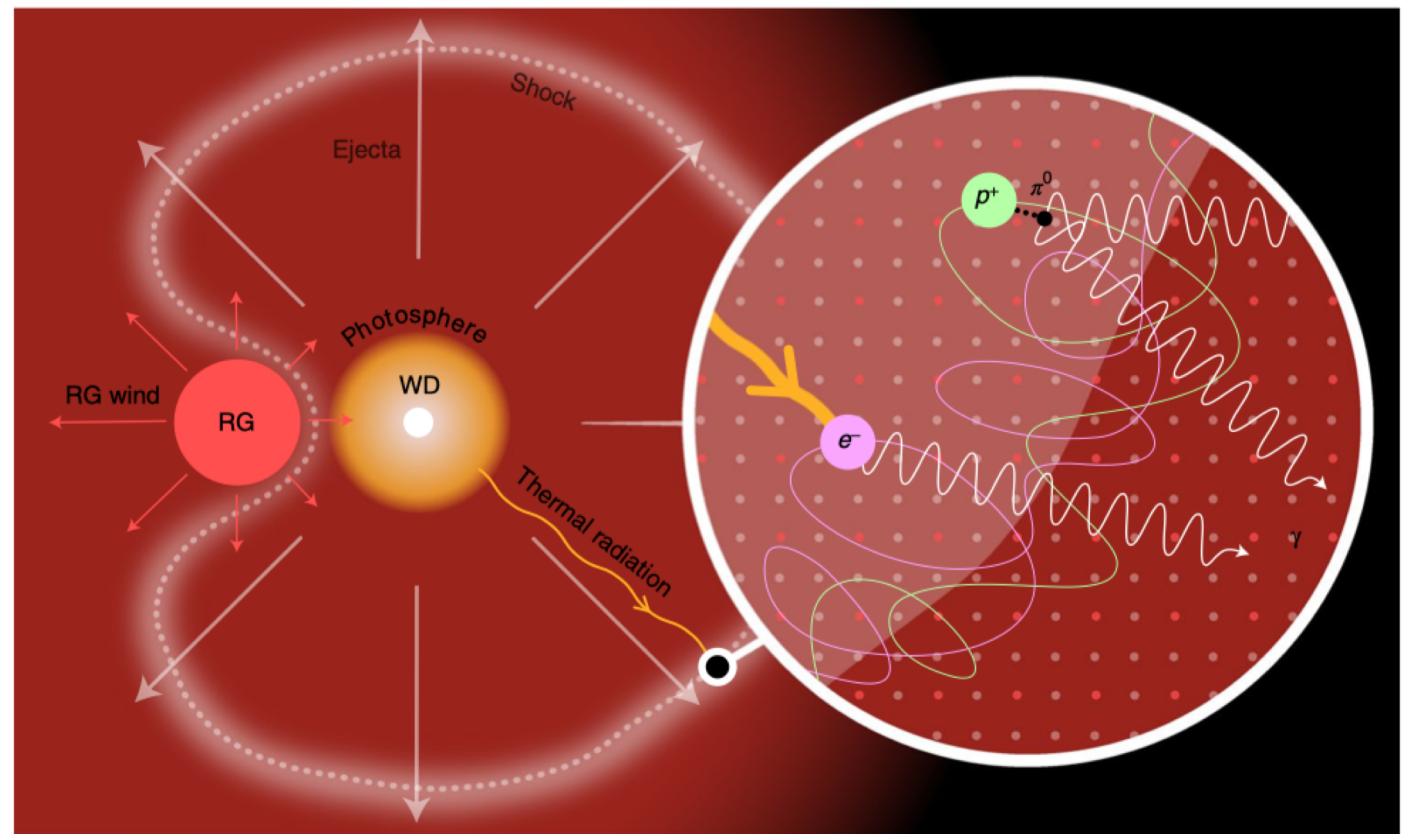 Shock
Ejecta
Photosphere
RG wind
RG
WD
Thermal radiation
p⁺
π⁰
e⁻
γ